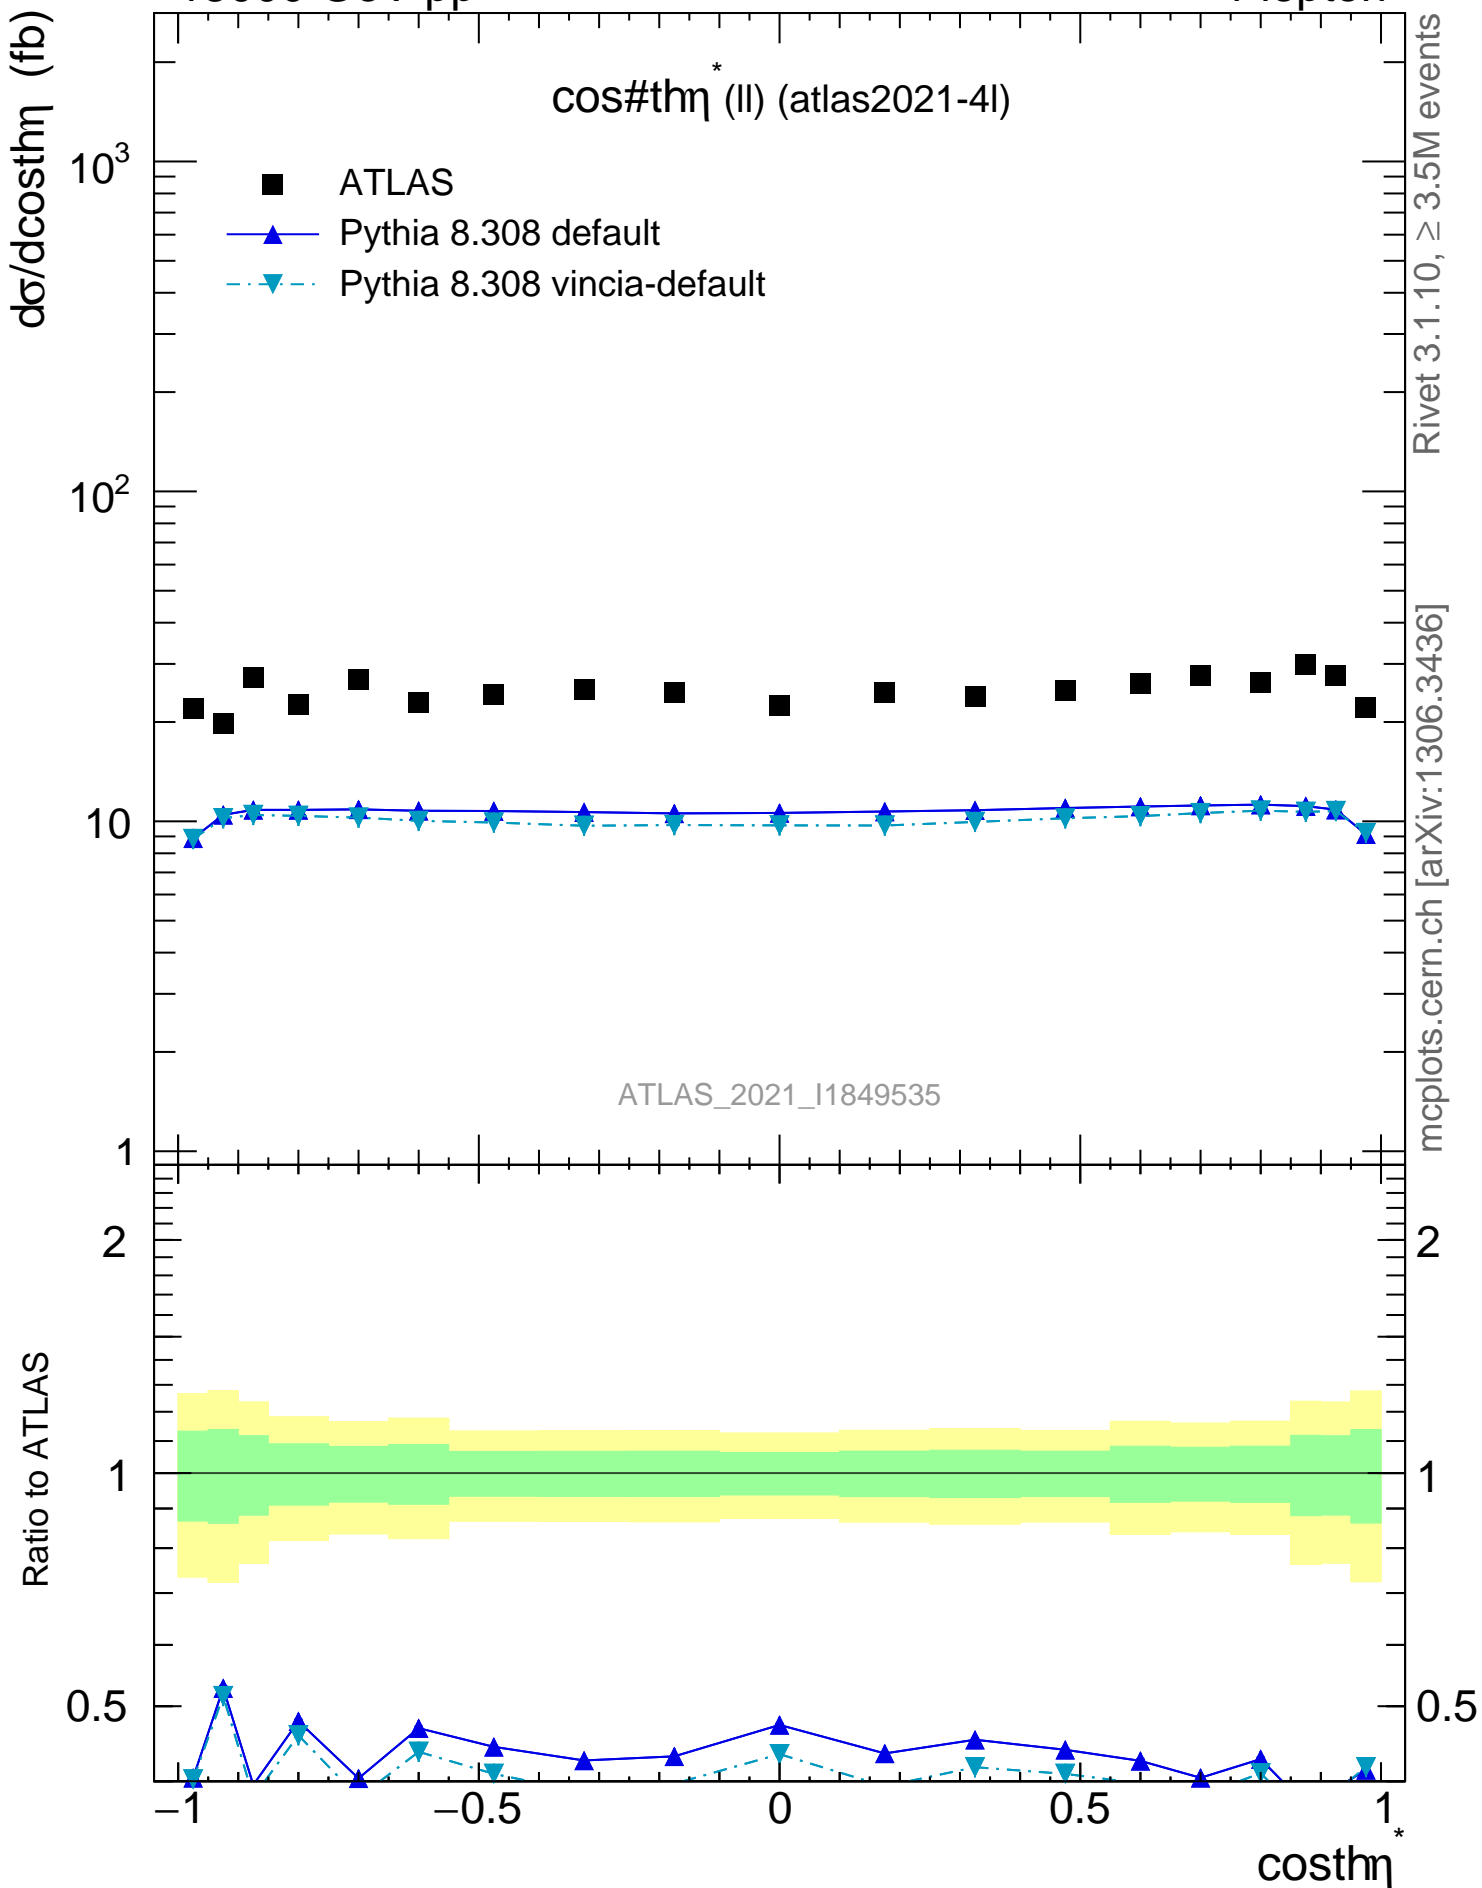 dσ/dcosthη (fb)
cos#thη* (ll) (atlas2021-4l)
ATLAS
Pythia 8.308 default
Pythia 8.308 vincia-default
10³
10²
10
1
ATLAS_2021_I1849535
Rivet 3.1.10, ≥ 3.5M events
mcplots.cern.ch [arXiv:1306.3436]
Ratio to ATLAS
2
1
0.5
2
1
0.5
−1
−0.5
0
0.5
1
costhη*